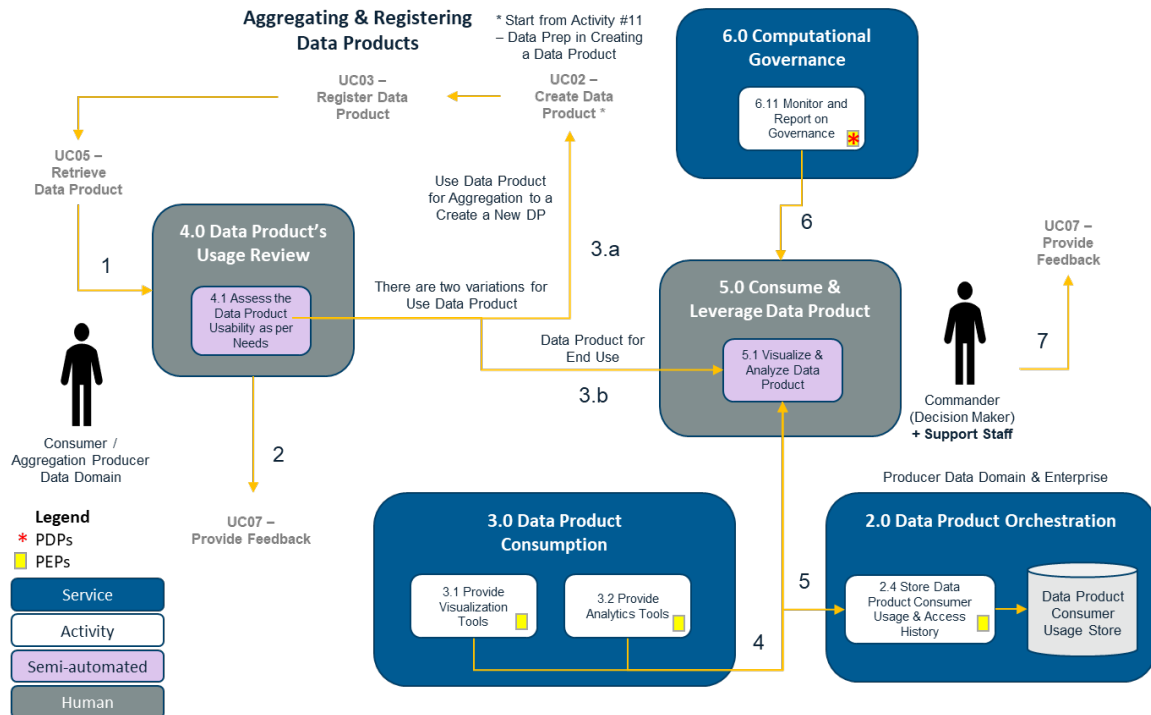 Aggregating & Registering
Data Products
* Start from Activity #11
– Data Prep in Creating
a Data Product
6.0 Computational
Governance
6.11 Monitor and
Report on
Governance
*
UC03 –
Register Data
Product
UC02 –
Create Data
Product *
UC05 –
Retrieve
Data Product
Use Data Product
for Aggregation to a
Create a New DP
6
UC07 –
Provide
Feedback
1
4.0 Data Product's
Usage Review
3.a
4.1 Assess the
Data Product
Usability as per
Needs
There are two variations for
Use Data Product
5.0 Consume &
Leverage Data Product
Data Product for
End Use
5.1 Visualize &
Analyze Data
Product
7
3.b
Commander
(Decision Maker)
+ Support Staff
Consumer /
Aggregation Producer
Data Domain
2
UC07 –
Provide Feedback
Producer Data Domain & Enterprise
Legend
* PDPs
PEPs
Service
Activity
Semi-automated
Human
3.0 Data Product
Consumption
3.1 Provide
Visualization
Tools
3.2 Provide
Analytics Tools
4
5
2.0 Data Product Orchestration
2.4 Store Data
Product Consumer
Usage & Access
History
Data Product
Consumer
Usage Store